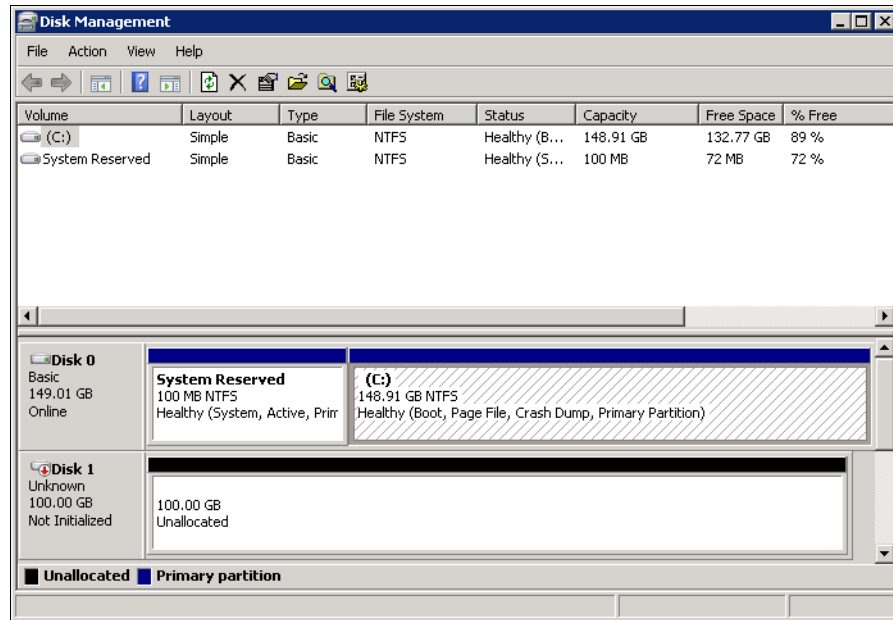 Disk Management
File Action View Help
Volume Layout Type File System Status Capacity Free Space % Free
(C:) Simple Basic NTFS Healthy (B... 148.91 GB 132.77 GB 89 %
System Reserved Simple Basic NTFS Healthy (S... 100 MB 72 MB 72 %
Disk 0
Basic
149.01 GB
Online
System Reserved
100 MB NTFS
Healthy (System, Active, Prim
(C:)
148.91 GB NTFS
Healthy (Boot, Page File, Crash Dump, Primary Partition)
Disk 1
Unknown
100.00 GB
Not Initialized
100.00 GB
Unallocated
Unallocated Primary partition